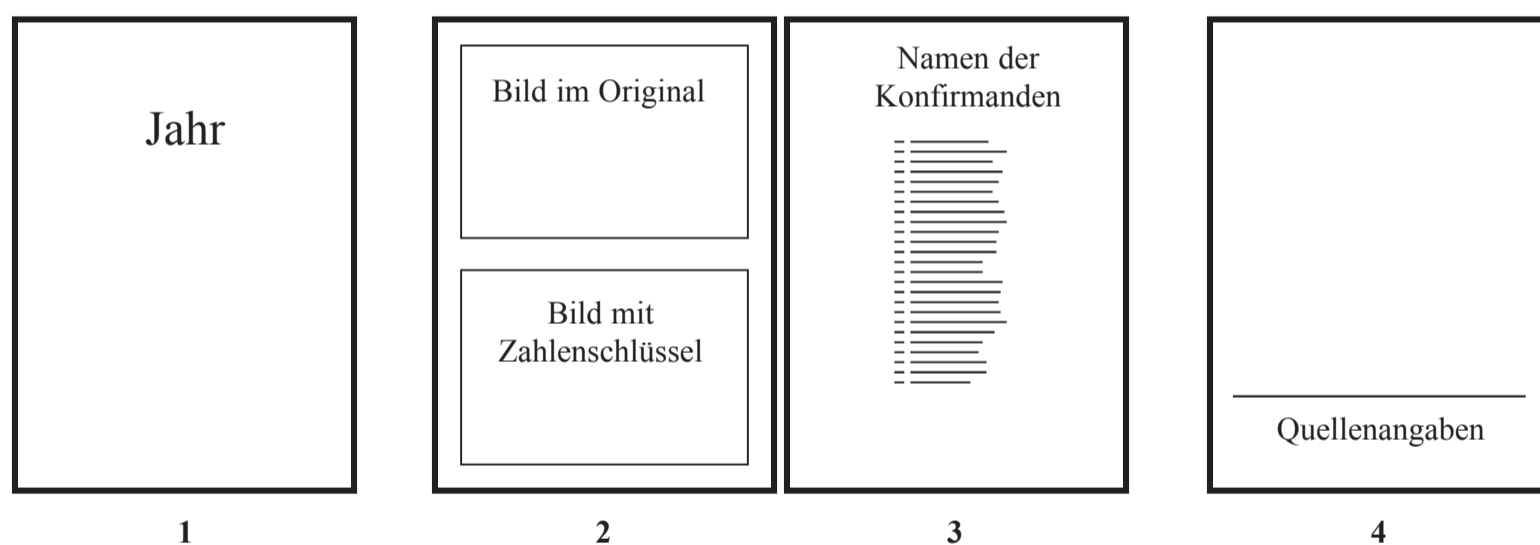 Jahr
Bild im Original
Bild mit
Zahlenschlüssel
Namen der
Konfirmanden
Quellenangaben
1
2
3
4